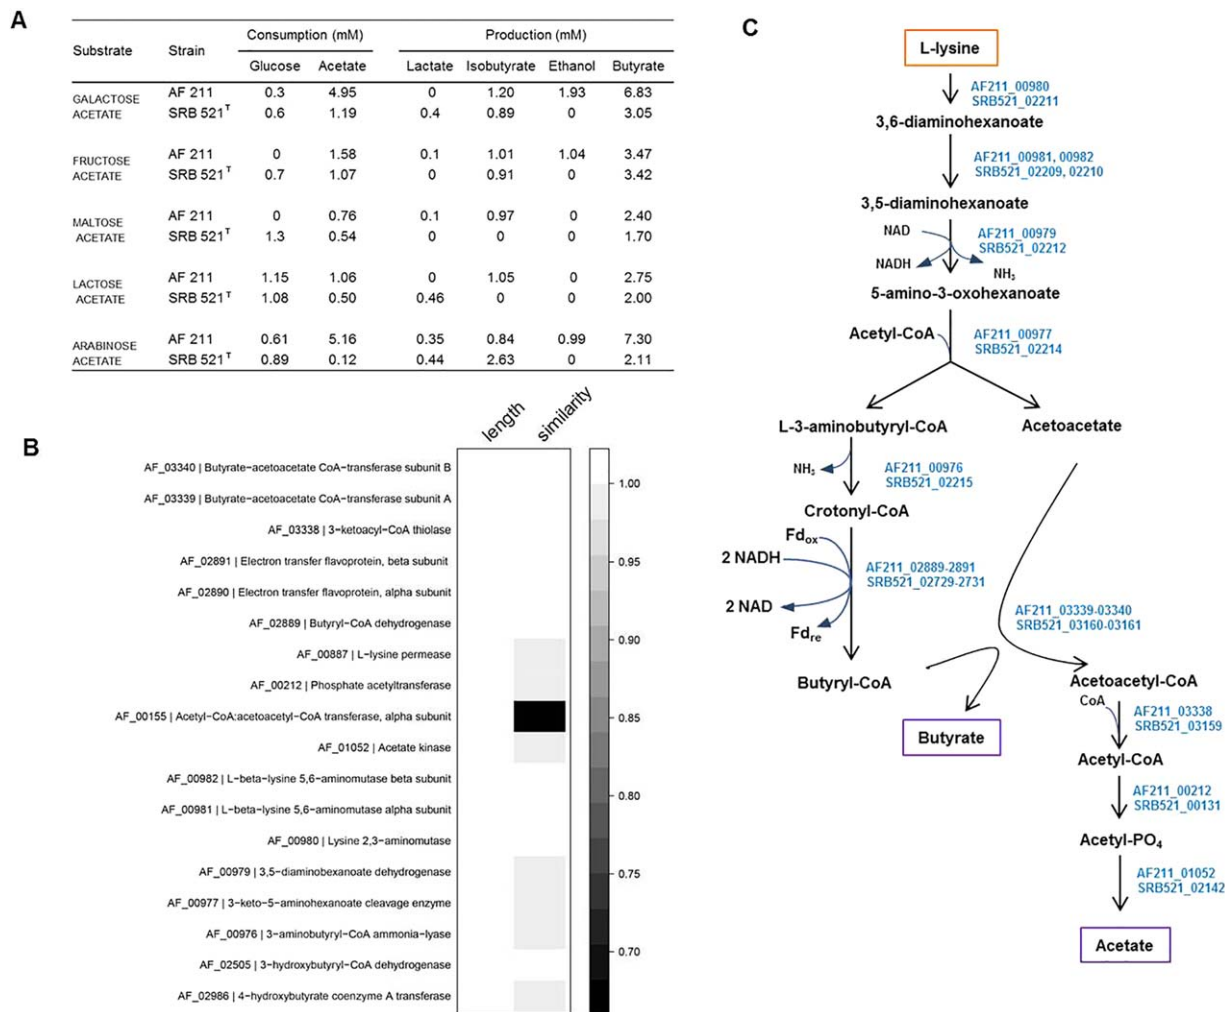 A
Substrate Strain Consumption (mM) Production (mM)
Glucose Acetate Lactate Isobutyrate Ethanol Butyrate
GALACTOSE AF 211 0.3 4.95 0 1.20 1.93 6.83
ACETATE SRB 521ᵀ 0.6 1.19 0.4 0.89 0 3.05
FRUCTOSE AF 211 0 1.58 0.1 1.01 1.04 3.47
ACETATE SRB 521ᵀ 0.7 1.07 0 0.91 0 3.42
MALTOSE AF 211 0 0.76 0.1 0.97 0 2.40
ACETATE SRB 521ᵀ 1.3 0.54 0 0 0 1.70
LACTOSE AF 211 1.15 1.06 0 1.05 0 2.75
ACETATE SRB 521ᵀ 1.08 0.50 0.46 0 0 2.00
ARABINOSE AF 211 0.61 5.16 0.35 0.84 0.99 7.30
ACETATE SRB 521ᵀ 0.89 0.12 0.44 2.63 0 2.11
B
length
similarity
AF_03340 | Butyrate−acetoacetate CoA−transferase subunit B
AF_03339 | Butyrate−acetoacetate CoA−transferase subunit A
AF_03338 | 3−ketoacyl−CoA thiolase
AF_02891 | Electron transfer flavoprotein, beta subunit
AF_02890 | Electron transfer flavoprotein, alpha subunit
AF_02889 | Butyryl−CoA dehydrogenase
AF_00887 | L−lysine permease
AF_00212 | Phosphate acetyltransferase
AF_00155 | Acetyl−CoA:acetoacetyl−CoA transferase, alpha subunit
AF_01052 | Acetate kinase
AF_00982 | L−beta−lysine 5,6−aminomutase beta subunit
AF_00981 | L−beta−lysine 5,6−aminomutase alpha subunit
AF_00980 | Lysine 2,3−aminomutase
AF_00979 | 3,5−diaminobexanoate dehydrogenase
AF_00977 | 3−keto−5−aminohexanoate cleavage enzyme
AF_00976 | 3−aminobutyryl−CoA ammonia−lyase
AF_02505 | 3−hydroxybutyryl−CoA dehydrogenase
AF_02986 | 4−hydroxybutyrate coenzyme A transferase
1.00
0.95
0.90
0.85
0.80
0.75
0.70
C
L-lysine
AF211_00980
SRB521_02211
3,6-diaminohexanoate
AF211_00981, 00982
SRB521_02209, 02210
3,5-diaminohexanoate
NAD
AF211_00979
SRB521_02212
NADH
NH₃
5-amino-3-oxohexanoate
Acetyl-CoA
AF211_00977
SRB521_02214
L-3-aminobutyryl-CoA
Acetoacetate
NH₃
AF211_00976
SRB521_02215
Crotonyl-CoA
Fdox
2 NADH
AF211_02889-2891
SRB521_02729-2731
2 NAD
Fdre
AF211_03339-03340
SRB521_03160-03161
Butyryl-CoA
Acetoacetyl-CoA
CoA
AF211_03338
SRB521_03159
Butyrate
Acetyl-CoA
AF211_00212
SRB521_00131
Acetyl-PO₄
AF211_01052
SRB521_02142
Acetate